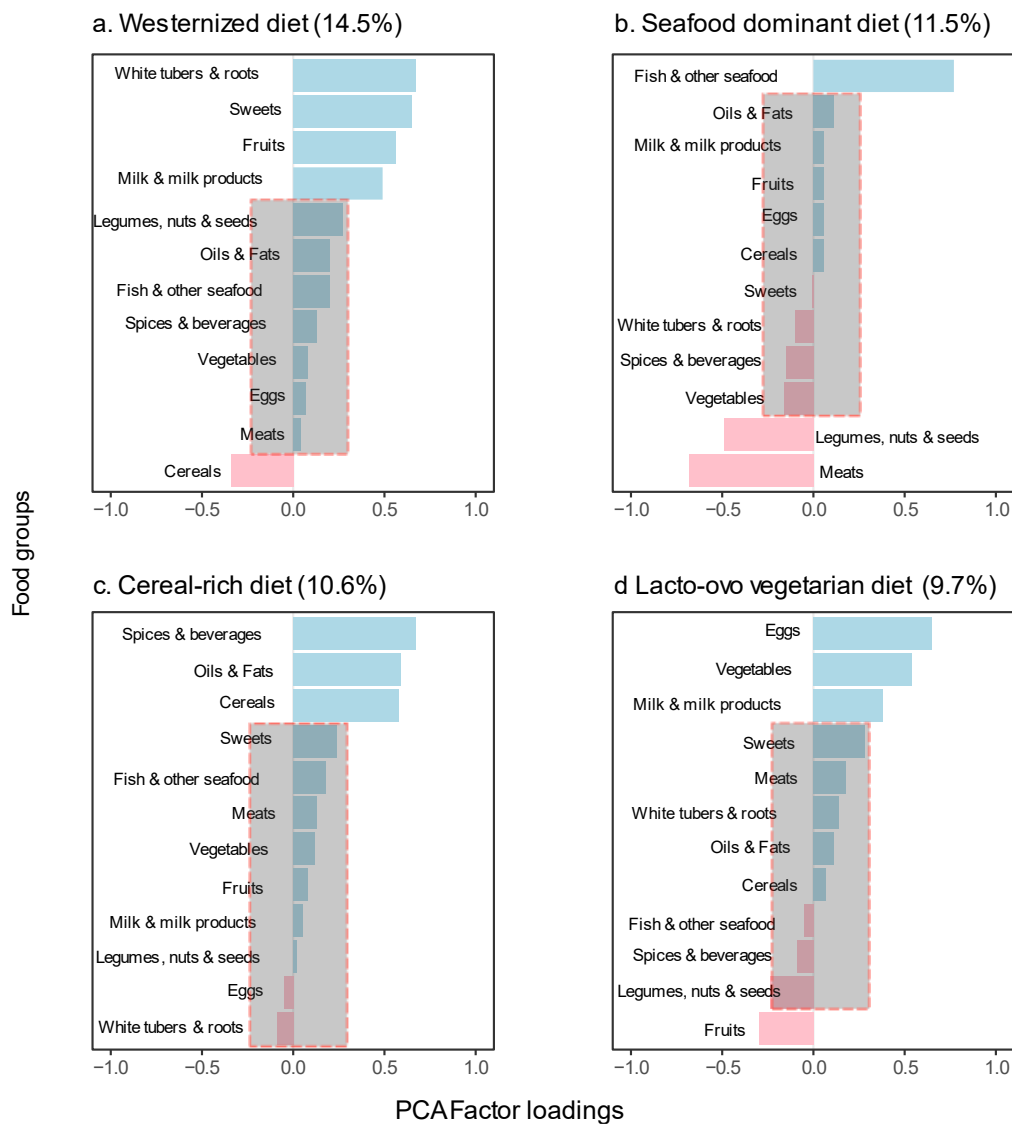 a. Westernized diet (14.5%)
White tubers & roots
Sweets
Fruits
Milk & milk products
Legumes, nuts & seeds
Oils & Fats
Fish & other seafood
Spices & beverages
Vegetables
Eggs
Meats
Cereals
−1.0 −0.5 0.0 0.5 1.0
b. Seafood dominant diet (11.5%)
Fish & other seafood
Oils & Fats
Milk & milk products
Fruits
Eggs
Cereals
Sweets
White tubers & roots
Spices & beverages
Vegetables
Legumes, nuts & seeds
Meats
−1.0 −0.5 0.0 0.5 1.0
Food groups
c. Cereal-rich diet (10.6%)
Spices & beverages
Oils & Fats
Cereals
Sweets
Fish & other seafood
Meats
Vegetables
Fruits
Milk & milk products
Legumes, nuts & seeds
Eggs
White tubers & roots
−1.0 −0.5 0.0 0.5 1.0
d Lacto-ovo vegetarian diet (9.7%)
Eggs
Vegetables
Milk & milk products
Sweets
Meats
White tubers & roots
Oils & Fats
Cereals
Fish & other seafood
Spices & beverages
Legumes, nuts & seeds
Fruits
−1.0 −0.5 0.0 0.5 1.0
PCA Factor loadings